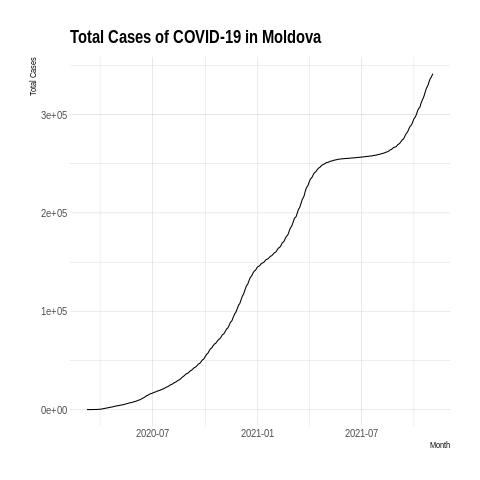 Total Cases of COVID-19 in Moldova
Total Cases
3e+05
2e+05
1e+05
0e+00
2020-07 2021-01 2021-07
Month